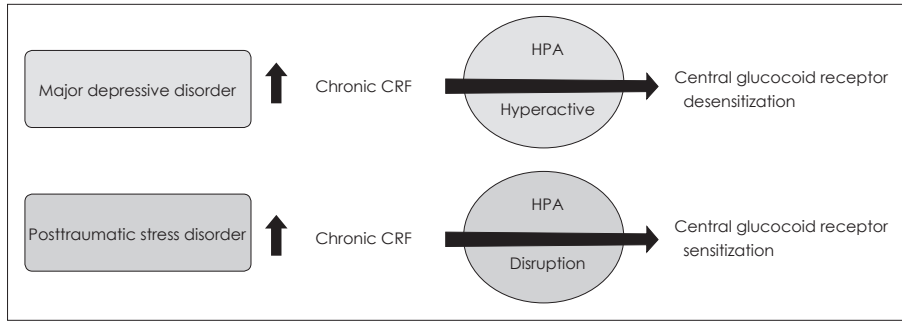 HPA
Major depressive disorder
Chronic CRF
Central glucocoid receptor
desensitization
Hyperactive
HPA
Posttraumatic stress disorder
Chronic CRF
Central glucocoid receptor
sensitization
Disruption